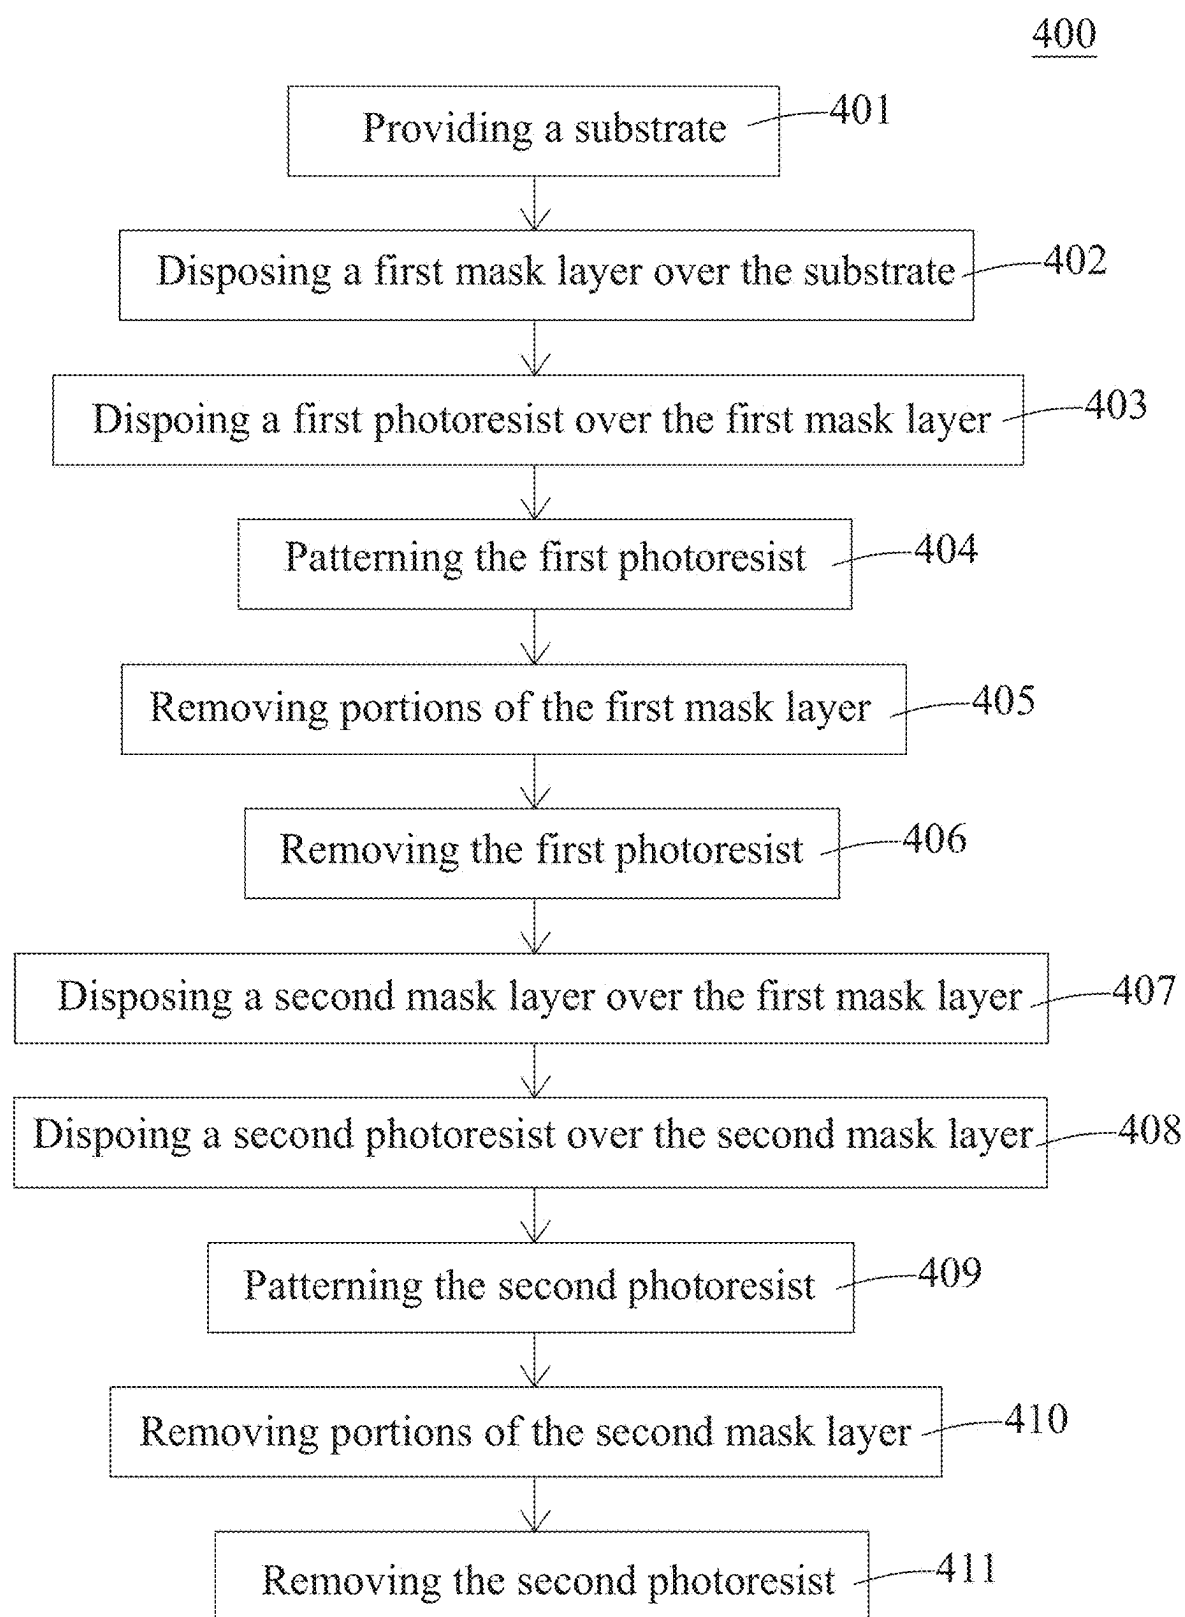 400
Providing a substrate 401
Disposing a first mask layer over the substrate 402
Dispoing a first photoresist over the first mask layer 403
Patterning the first photoresist 404
Removing portions of the first mask layer 405
Removing the first photoresist 406
Disposing a second mask layer over the first mask layer 407
Dispoing a second photoresist over the second mask layer 408
Patterning the second photoresist 409
Removing portions of the second mask layer 410
Removing the second photoresist 411